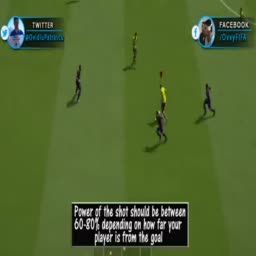 TWITTER
FACEBOOK
/DevyFIFA
Power of the shot should be between
60-80% depending on how far your
player is from the goal